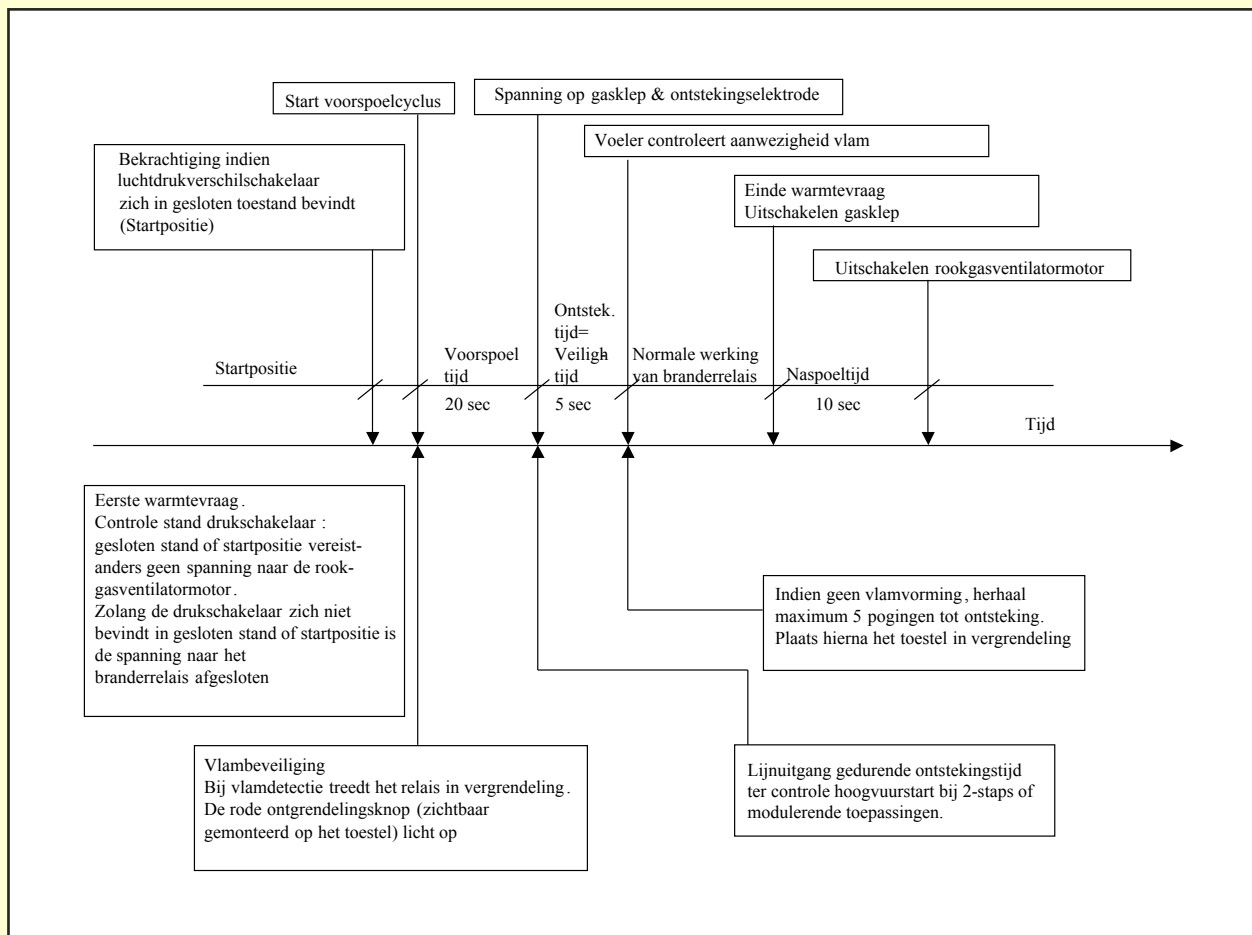 Start voorspoelcyclus
Spanning op gasklep & ontstekingselektrode
Voeler controleert aanwezigheid vlam
Bekrachtiging indien
luchtdrukverschilschakelaar
zich in gesloten toestand bevindt
(Startpositie)
Einde warmtevraag
Uitschakelen gasklep
Uitschakelen rookgasventilatormotor
Startpositie
Voorspoel
tijd
20 sec
Ontstek.
tijd=
Veiligh-
tijd
5 sec
Normale werking
van branderrelais
Naspoeltijd
10 sec
Tijd
Eerste warmtevraag.
Controle stand drukschakelaar :
gesloten stand of startpositie vereist-
anders geen spanning naar de rook-
gasventilatormotor.
Zolang de drukschakelaar zich niet
bevindt in gesloten stand of startpositie is
de spanning naar het
branderrelais afgesloten
Indien geen vlamvorming, herhaal
maximum 5 pogingen tot ontsteking.
Plaats hierna het toestel in vergrendeling
Vlambeveiliging
Bij vlamdetectie treedt het relais in vergrendeling.
De rode ontgrendelingsknop (zichtbaar
gemonteerd op het toestel) licht op
Lijnuitgang gedurende ontstekingstijd
ter controle hoogvuurstart bij 2-staps of
modulerende toepassingen.